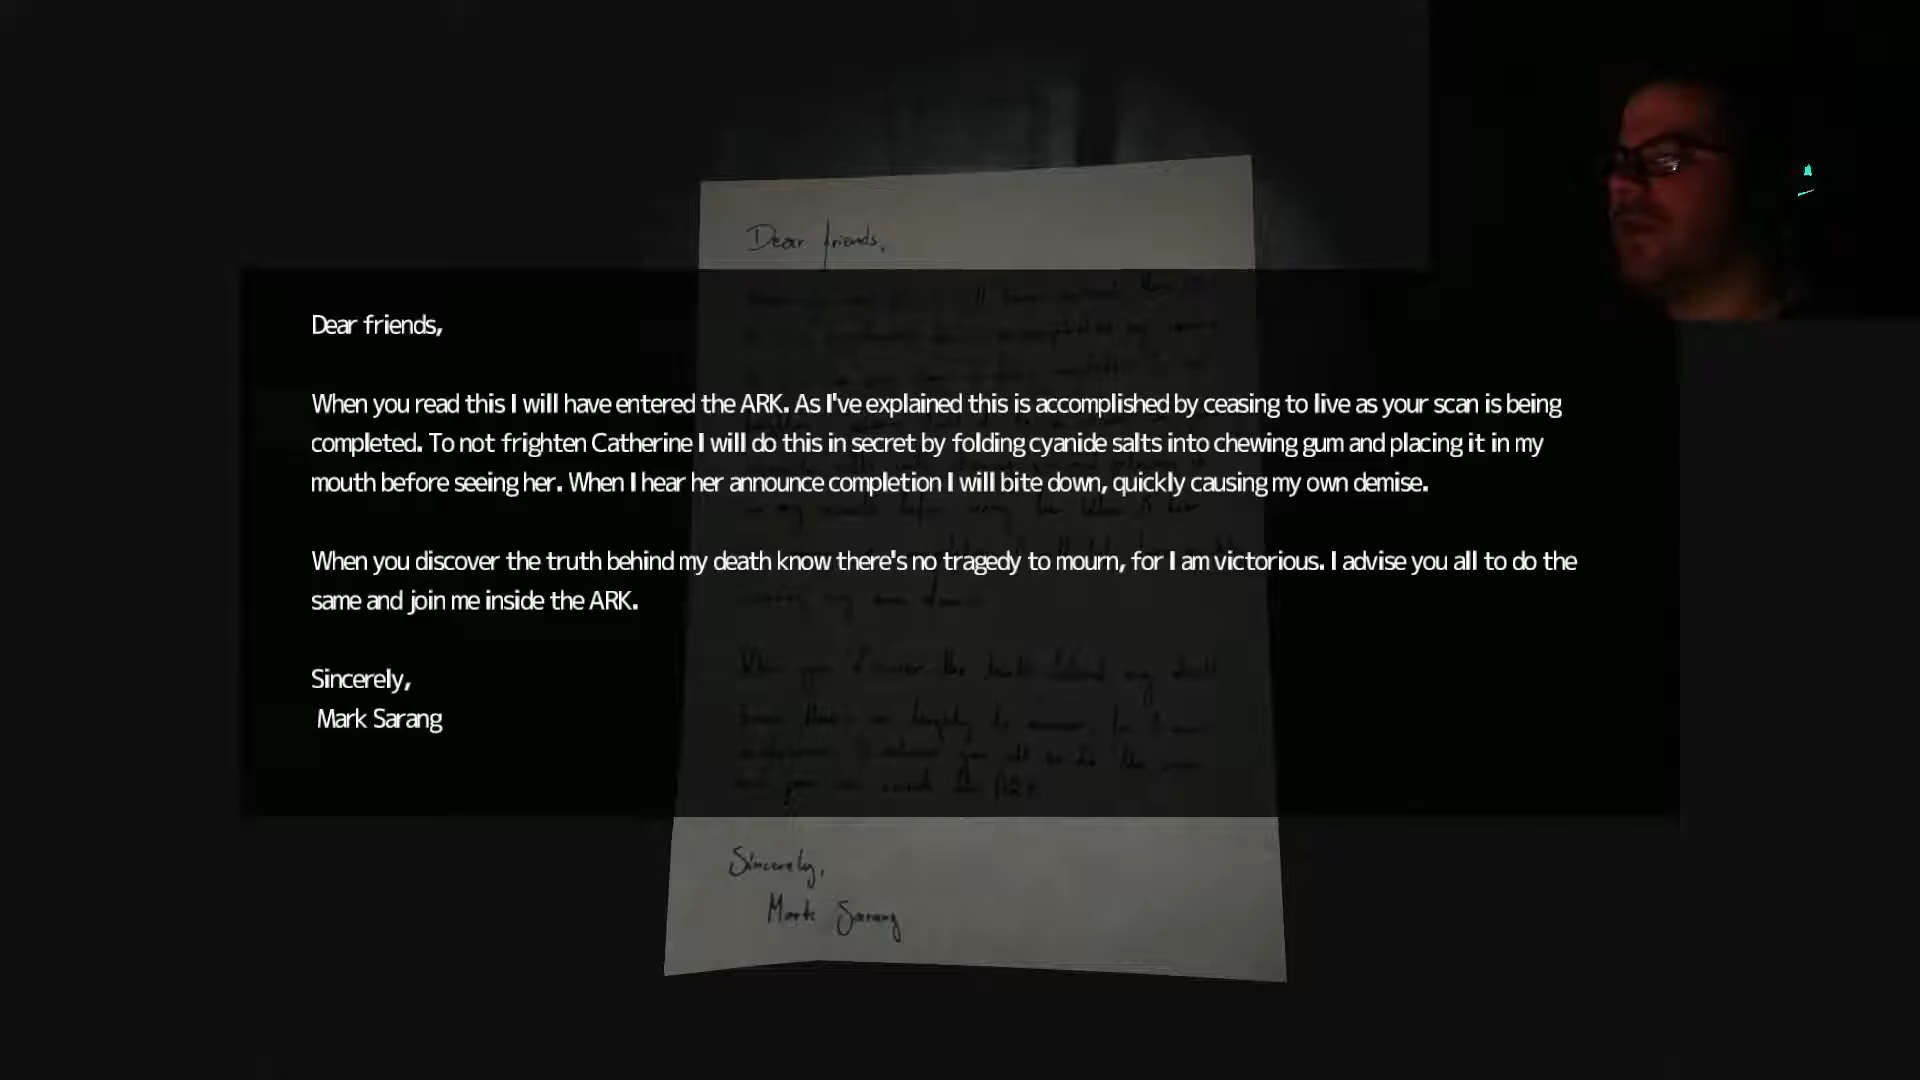 Dear friends,
Dear friends,
When you read this I will have entered the ARK. As I've explained this is accomplished by ceasing to live as your scan is being
completed. To not frighten Catherine I will do this in secret by folding cyanide salts into chewing gum and placing it in my
mouth before seeing her. When I hear her announce completion I will bite down, quickly causing my own demise.
When you discover the truth behind my death know there's no tragedy to mourn, for I am victorious. I advise you all to do the
same and join me inside the ARK.
Sincerely,
Mark Sarang
Sincerely,
Mark Sarang